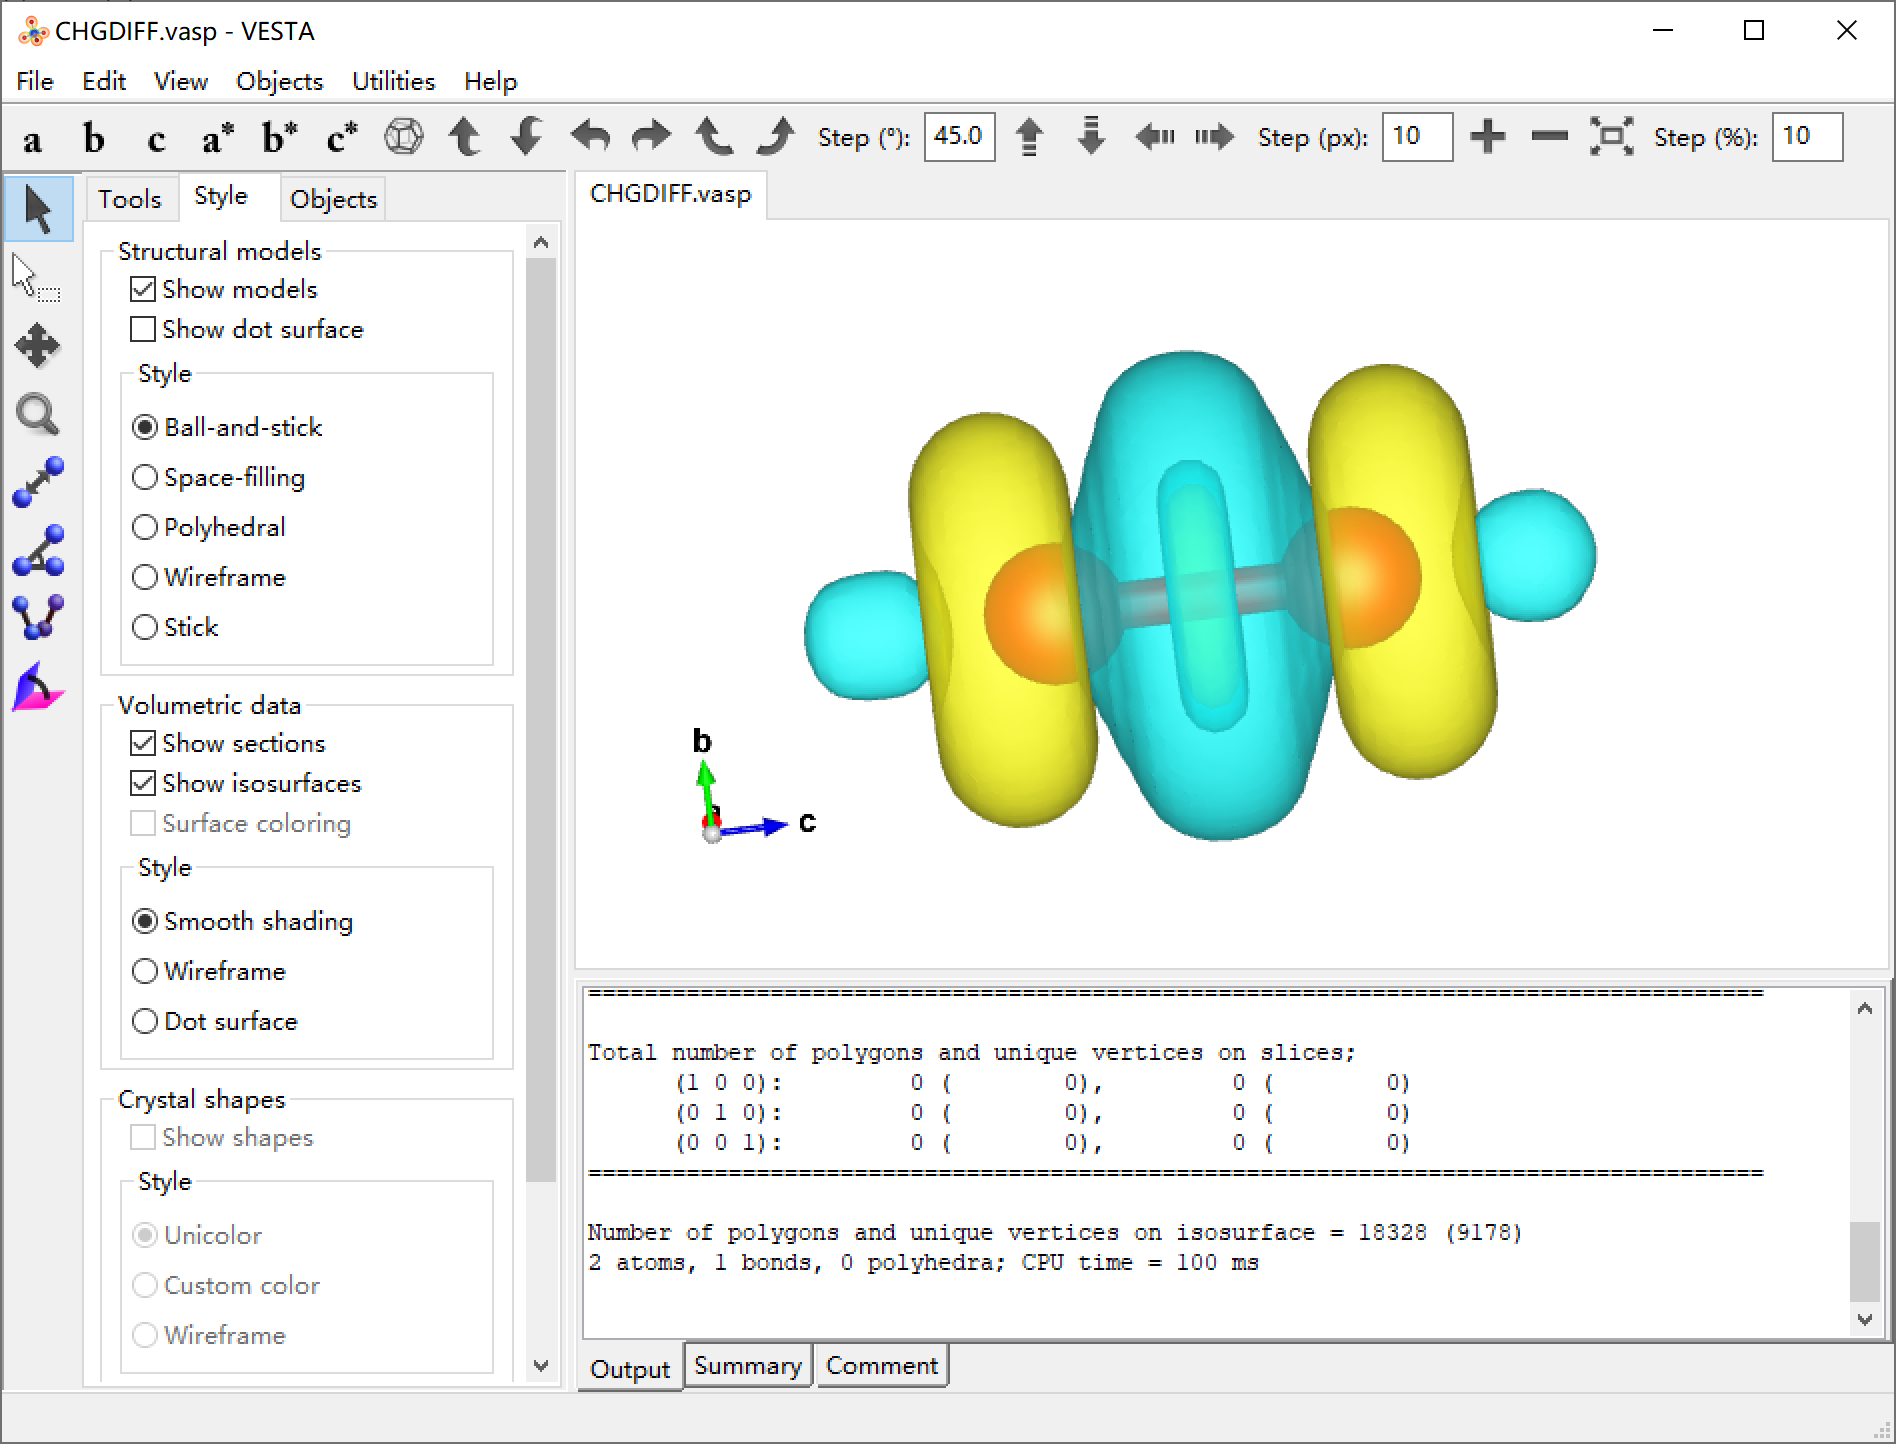 CHGDIFF.vasp - VESTA
File Edit View Objects Utilities Help
a b c a* b* c* Step (°): 45.0 Step (px): 10 Step (%): 10
Tools Style Objects
Structural models
Show models
Show dot surface
Style
Ball-and-stick
Space-filling
Polyhedral
Wireframe
Stick
Volumetric data
Show sections
Show isosurfaces
Surface coloring
Style
Smooth shading
Wireframe
Dot surface
Crystal shapes
Show shapes
Style
Unicolor
Custom color
Wireframe
CHGDIFF.vasp
b
c
====================================================================================
Total number of polygons and unique vertices on slices;
(1 0 0): 0 ( 0), 0 ( 0)
(0 1 0): 0 ( 0), 0 ( 0)
(0 0 1): 0 ( 0), 0 ( 0)
====================================================================================
Number of polygons and unique vertices on isosurface = 18328 (9178)
2 atoms, 1 bonds, 0 polyhedra; CPU time = 100 ms
Output Summary Comment